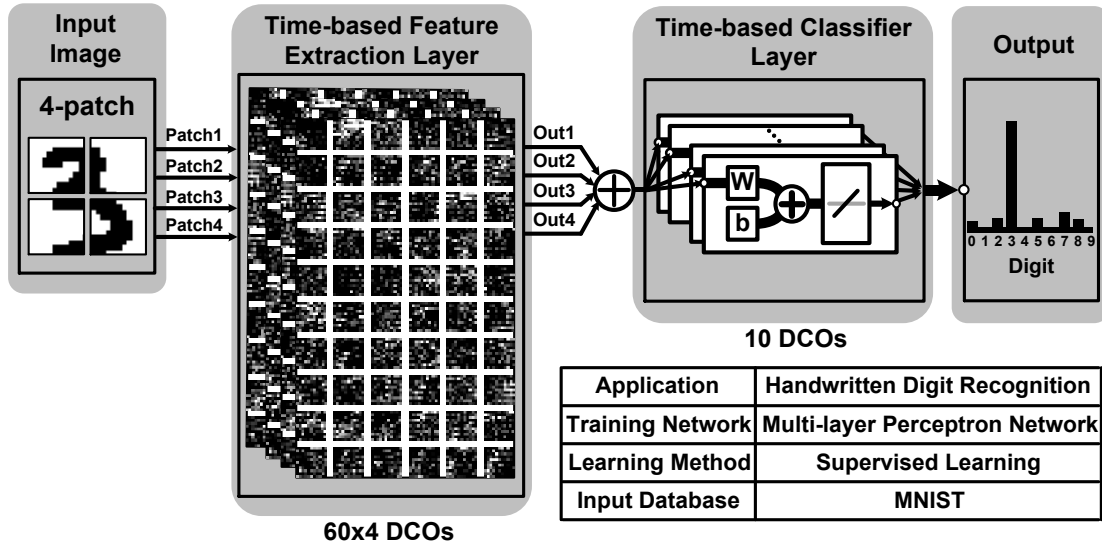 Input
Image
4-patch
Patch1
Patch2
Patch3
Patch4
Time-based Feature
Extraction Layer
60x4 DCOs
Out1
Out2
Out3
Out4
Time-based Classifier
Layer
W
b
10 DCOs
Output
0 1 2 3 4 5 6 7 8 9
Digit
Application Handwritten Digit Recognition
Training Network Multi-layer Perceptron Network
Learning Method Supervised Learning
Input Database MNIST